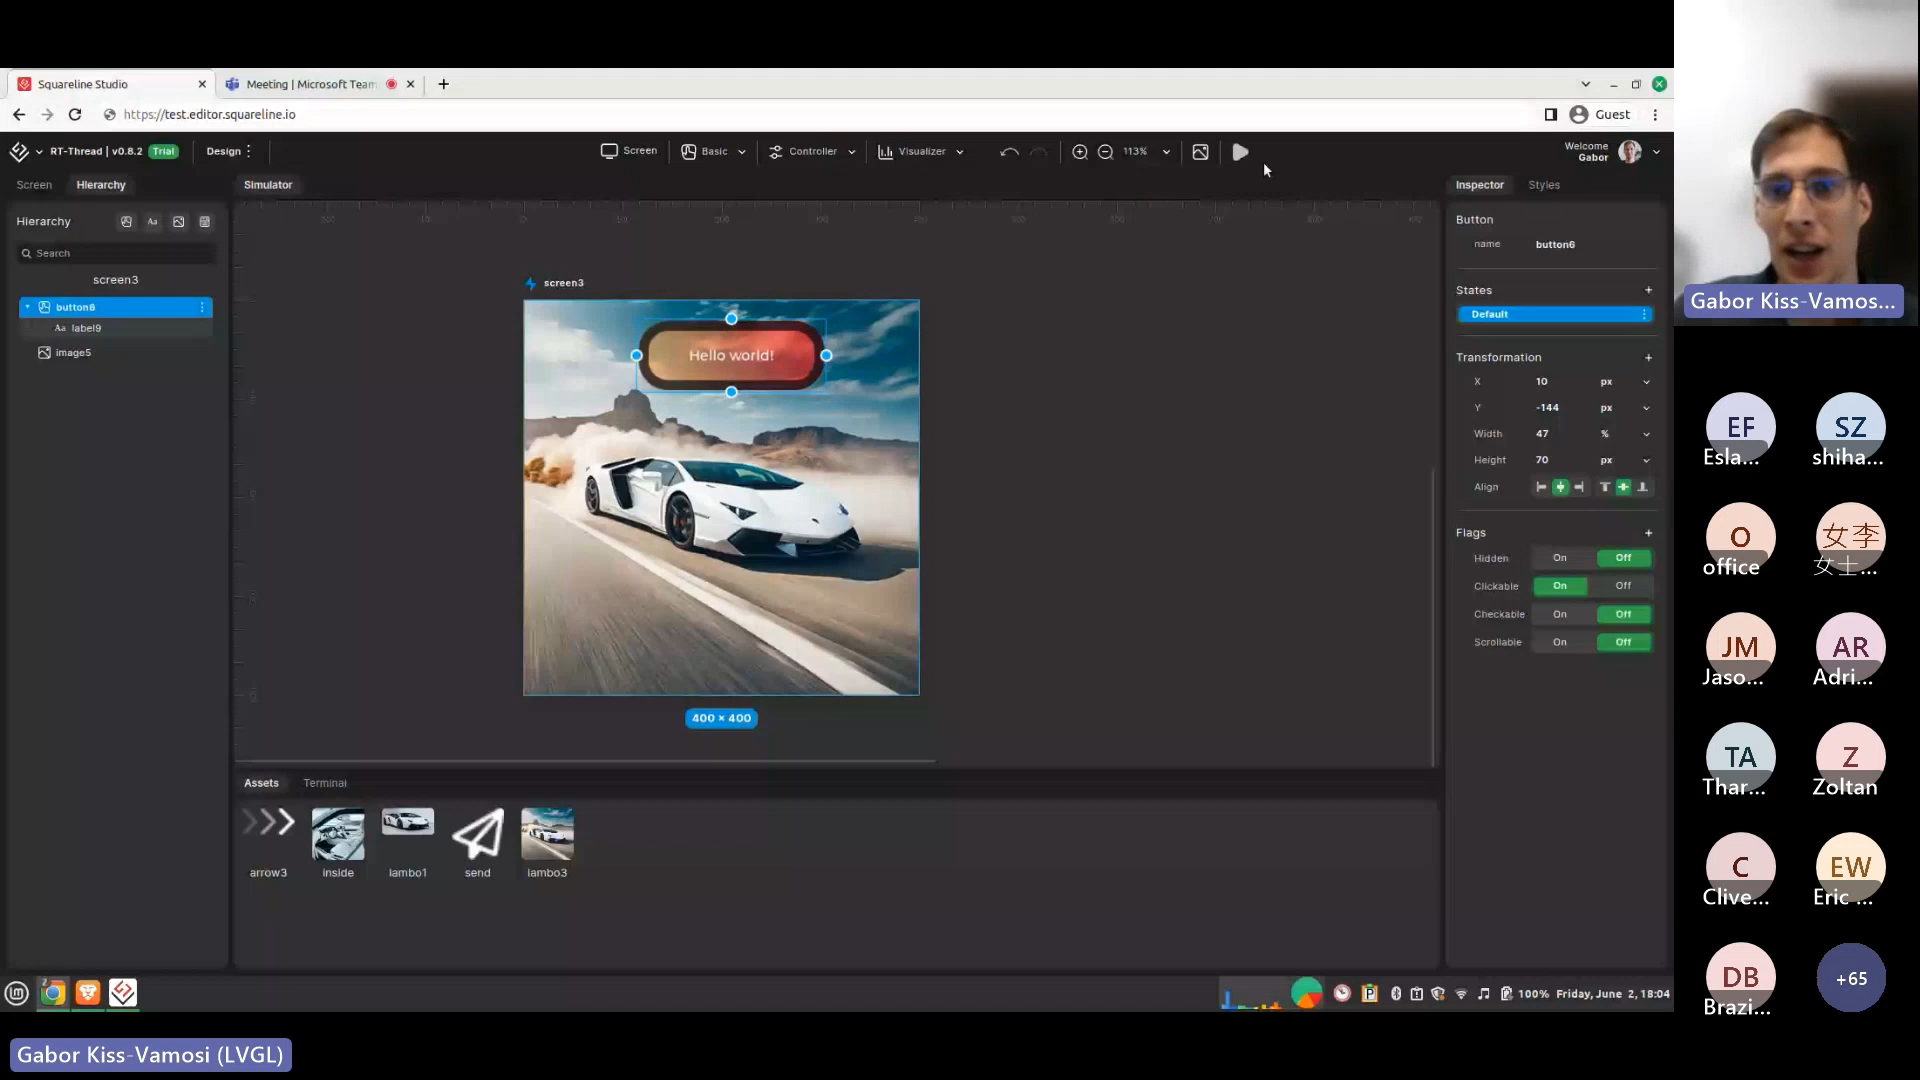 Squareline Studio
Meeting | Microsoft Team
https://test.editor.squareline.io
Guest
RT-Thread | v0.8.2 Trial
Design
Screen
Basic
Controller
Visualizer
113%
Welcome
Gabor
Screen
Hierarchy
Simulator
Inspector
Styles
Hierarchy
Aa
Search
screen3
button6
Aa label9
image5
screen3
Hello world!
400 × 400
Button
name button6
States
Default
Transformation
X 10 px
Y -144 px
Width 47 %
Height 70 px
Align
Flags
Hidden On Off
Clickable On Off
Checkable On Off
Scrollable On Off
Assets
Terminal
arrow3
inside
lambo1
send
lambo3
2
P
100% Friday, June 2, 18:04
Gabor Kiss-Vamosi (LVGL)
Gabor Kiss-Vamos...
EF
Esla...
SZ
shiha...
O
office
女李
女士...
JM
Jaso...
AR
Adri...
TA
Thar...
Z
Zoltan
C
Clive...
EW
Eric ...
DB
Brazi...
+65